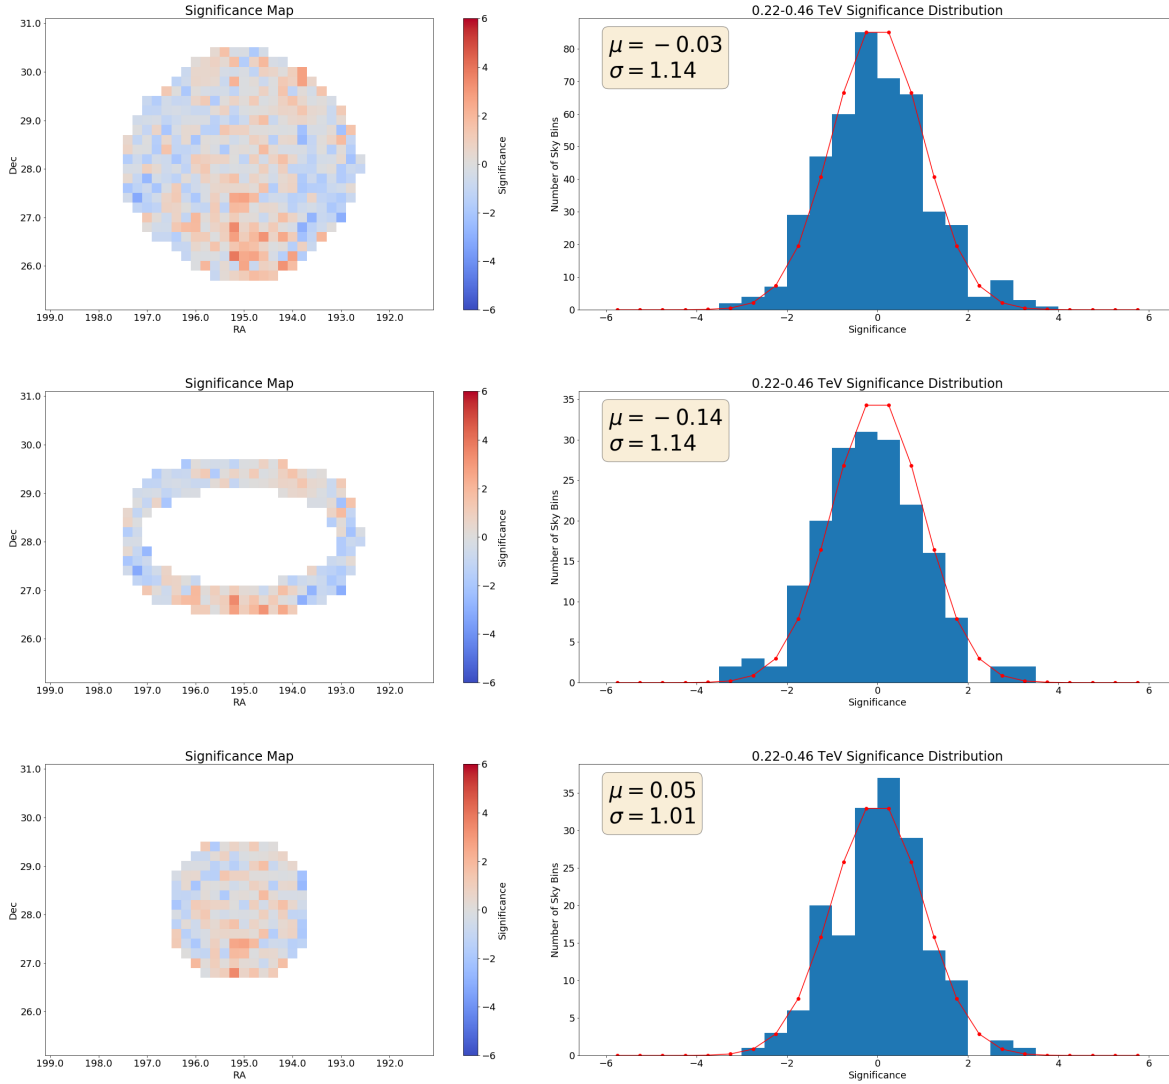 Significance Map
31.0
30.0
29.0
28.0
27.0
26.0
Dec
199.0 198.0 197.0 196.0 195.0 194.0 193.0 192.0
RA
6
4
2
0
−2
−4
−6
Significance
0.22-0.46 TeV Significance Distribution
μ = − 0.03
σ = 1.14
80
70
60
50
40
30
20
10
0
Number of Sky Bins
−6 −4 −2 0 2 4 6
Significance
Significance Map
31.0
30.0
29.0
28.0
27.0
26.0
Dec
199.0 198.0 197.0 196.0 195.0 194.0 193.0 192.0
RA
6
4
2
0
−2
−4
−6
Significance
0.22-0.46 TeV Significance Distribution
μ = − 0.14
σ = 1.14
35
30
25
20
15
10
5
0
Number of Sky Bins
−6 −4 −2 0 2 4 6
Significance
Significance Map
31.0
30.0
29.0
28.0
27.0
26.0
Dec
199.0 198.0 197.0 196.0 195.0 194.0 193.0 192.0
RA
6
4
2
0
−2
−4
−6
Significance
0.22-0.46 TeV Significance Distribution
μ = 0.05
σ = 1.01
35
30
25
20
15
10
5
0
Number of Sky Bins
−6 −4 −2 0 2 4 6
Significance